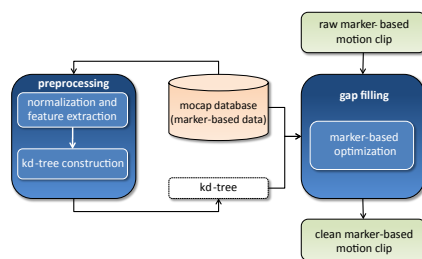 raw marker-based
motion clip
preprocessing
normalization and
feature extraction
kd-tree construction
mocap database
(marker-based data)
kd-tree
gap filling
marker-based
optimization
clean marker-based
motion clip